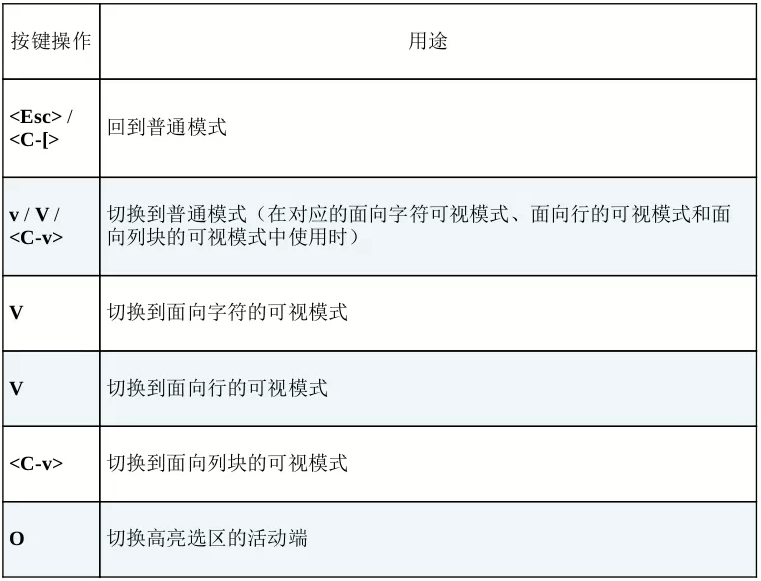 按键操作 用途
<Esc> /
<C-[>
回到普通模式
v / V /
<C-v>
切换到普通模式（在对应的面向字符可视模式、面向行的可视模式和面
向列块的可视模式中使用时）
V 切换到面向字符的可视模式
V 切换到面向行的可视模式
<C-v> 切换到面向列块的可视模式
O 切换高亮选区的活动端